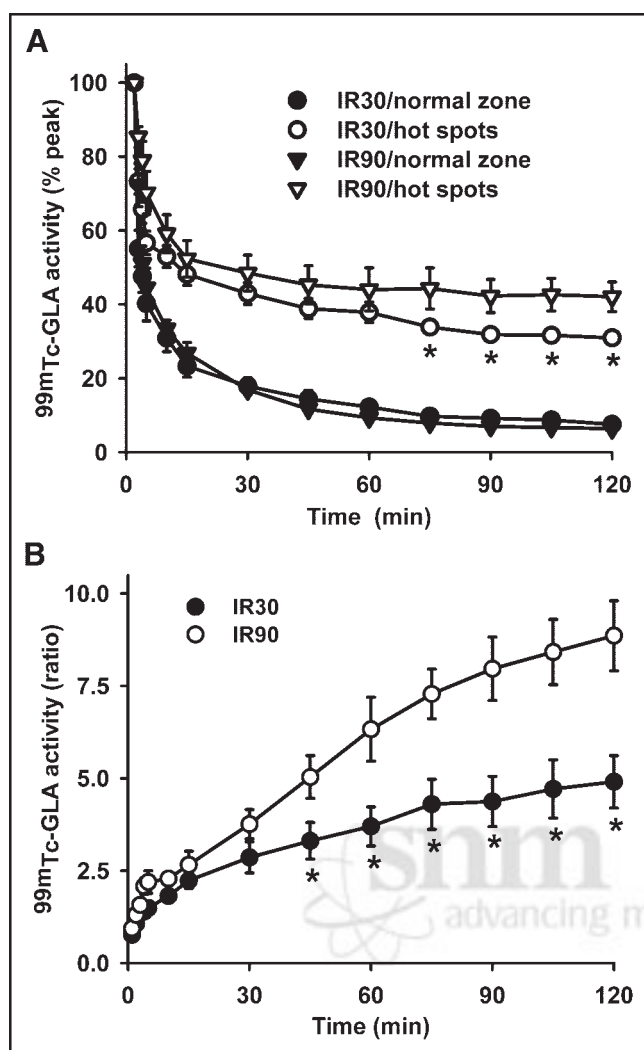 A
99mTc-GLA activity (% peak)
100
80
60
40
20
0
IR30/normal zone
IR30/hot spots
IR90/normal zone
IR90/hot spots
* * * *
0 30 60 90 120
Time (min)
B
99mTc-GLA activity (ratio)
10.0
7.5
5.0
2.5
0.0
IR30
IR90
* * * * * *
snm
advancing m
0 30 60 90 120
Time (min)